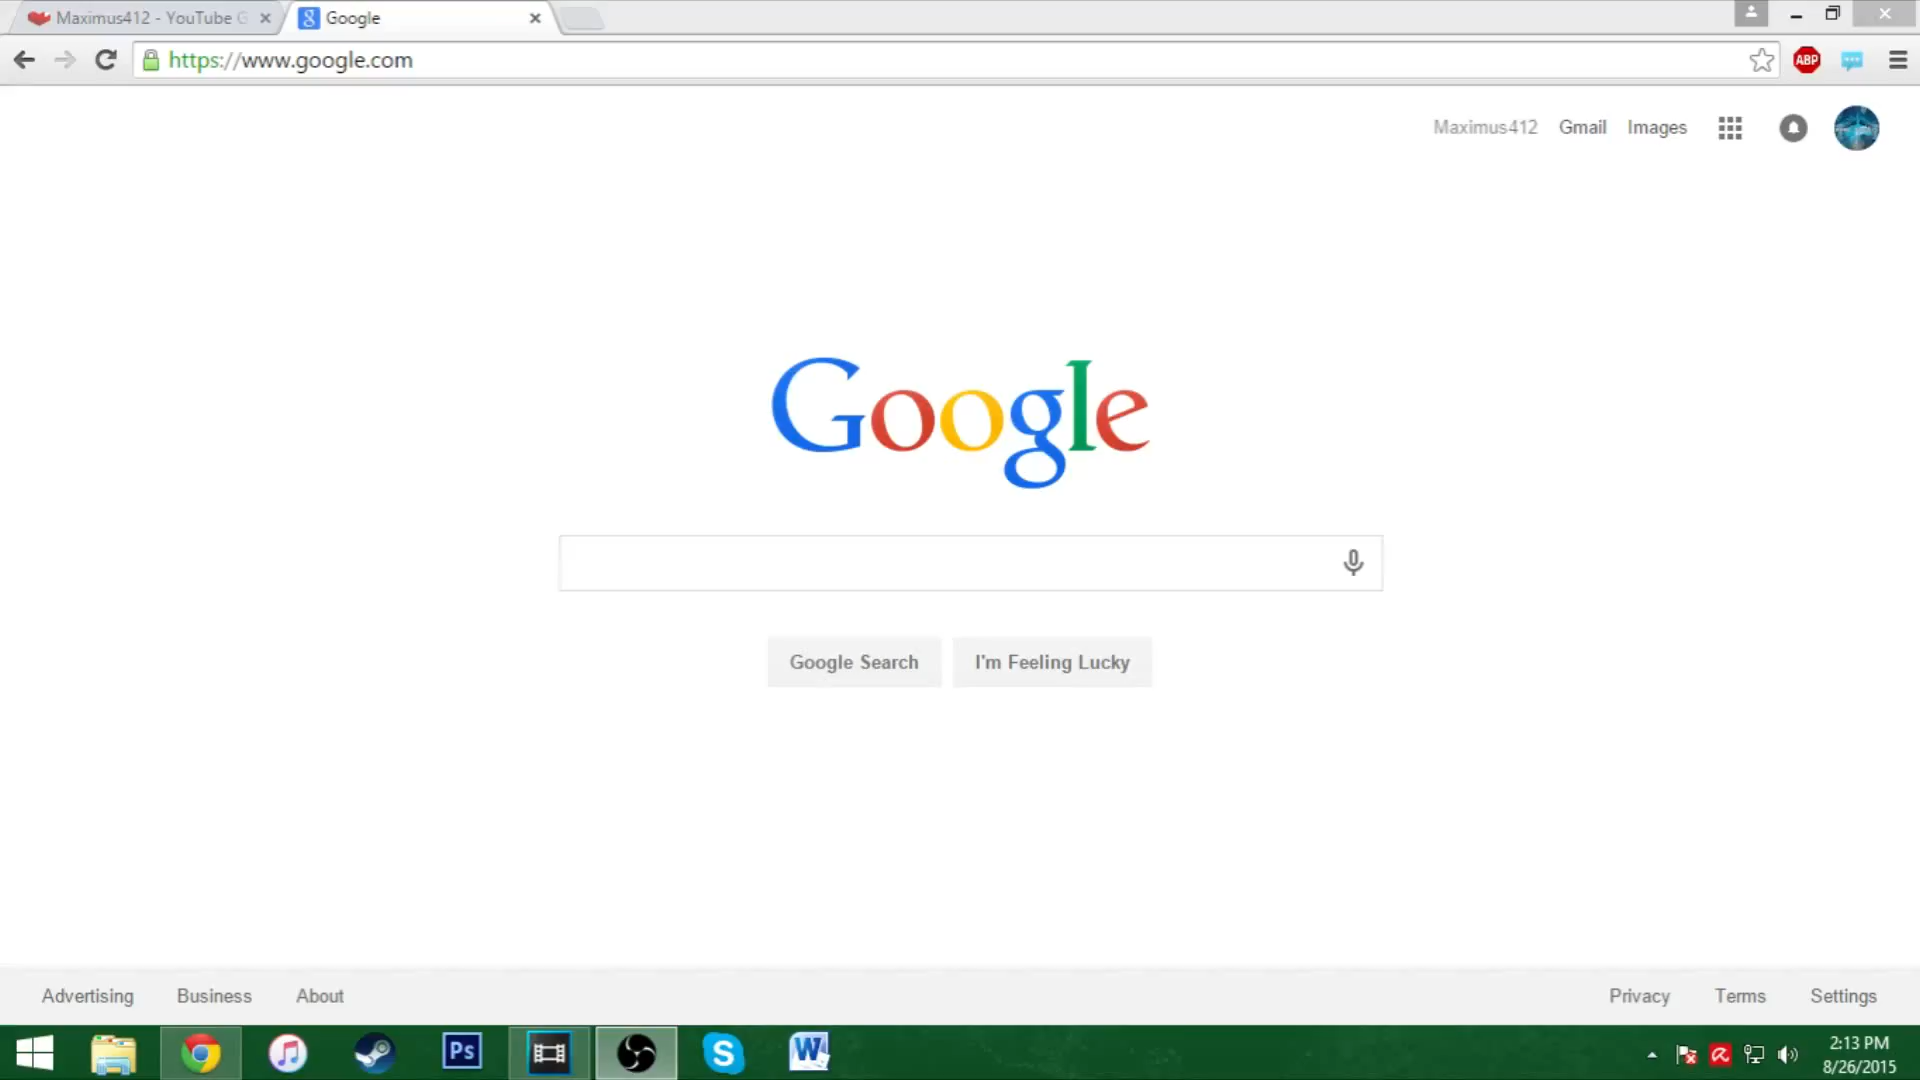 Maximus412 - YouTube G
Google
https://www.google.com
ABP
Maximus412 Gmail Images
Google
Google Search I'm Feeling Lucky
Advertising Business About Privacy Terms Settings
Ps
S
W
2:13 PM
8/26/2015